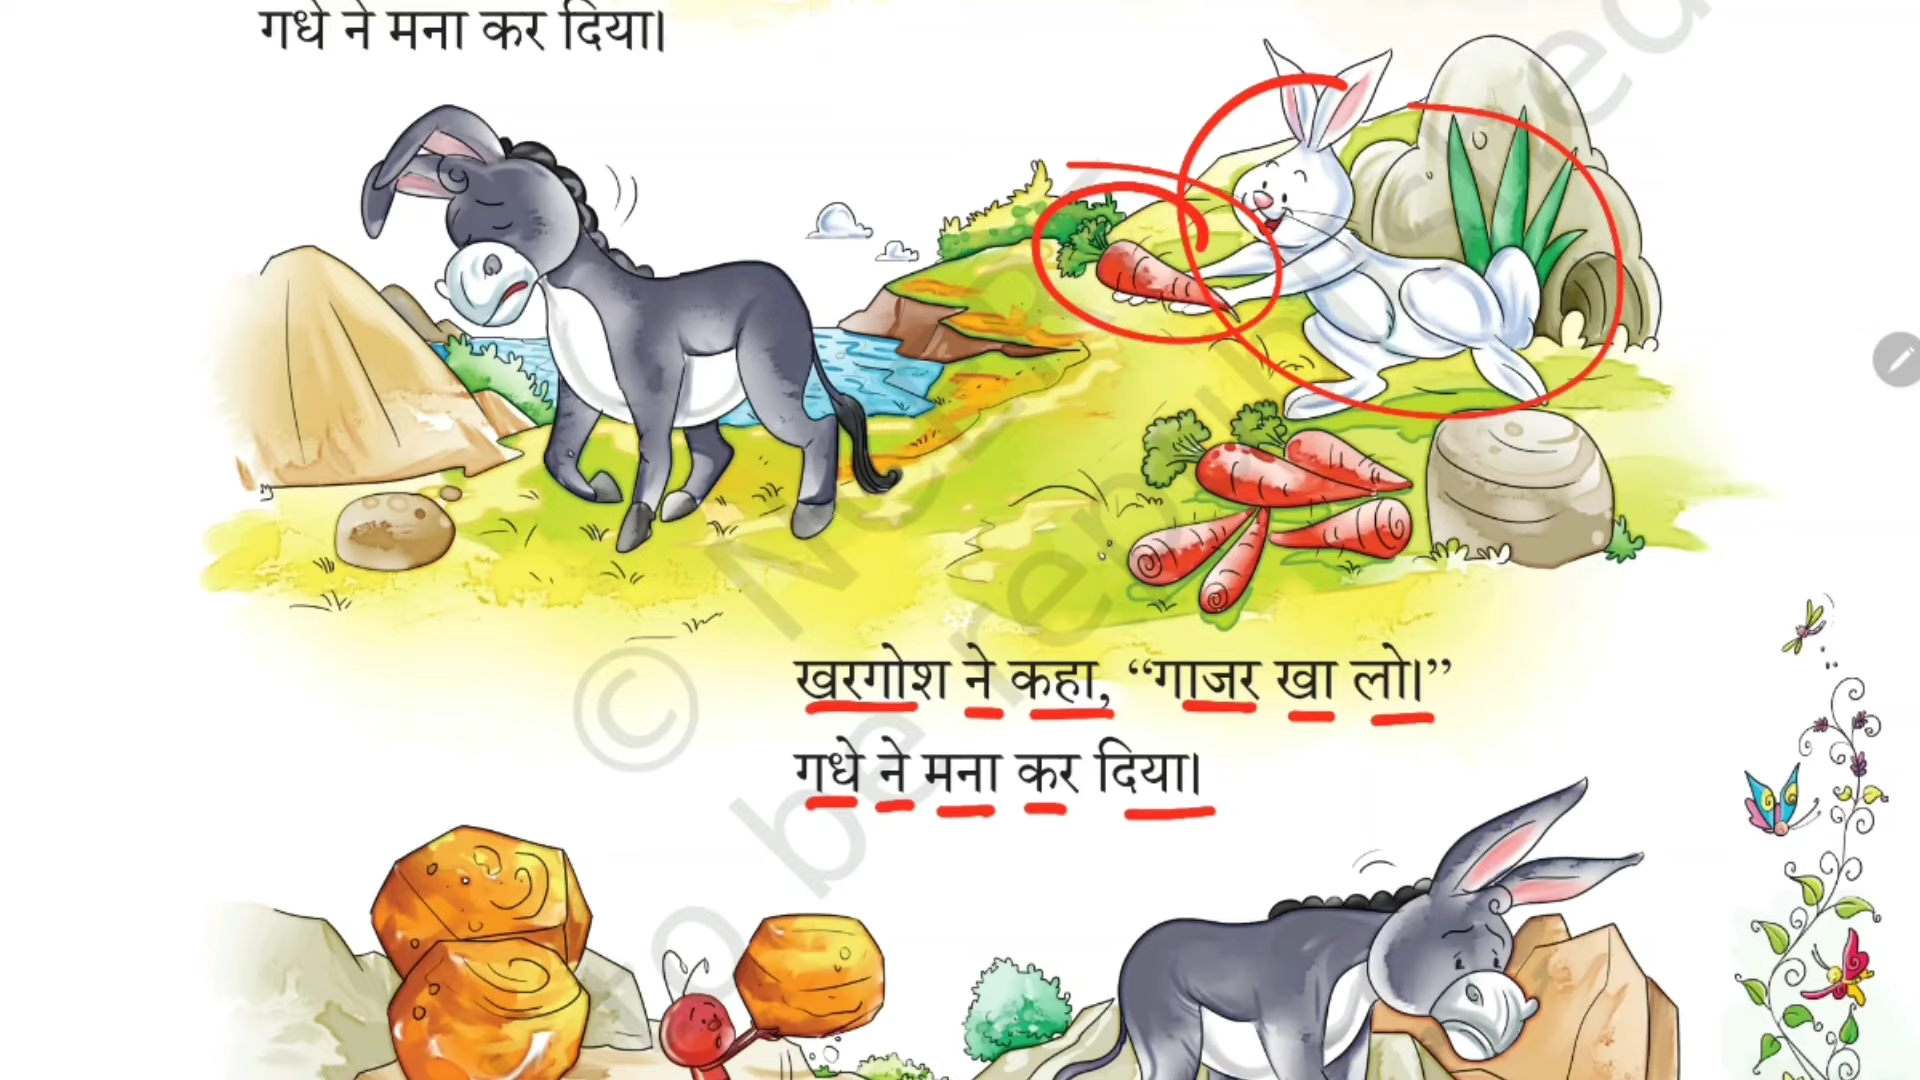 गधे ने मना कर दिया।
खरगोश ने कहा, “गाजर खा लो।”
गधे ने मना कर दिया।